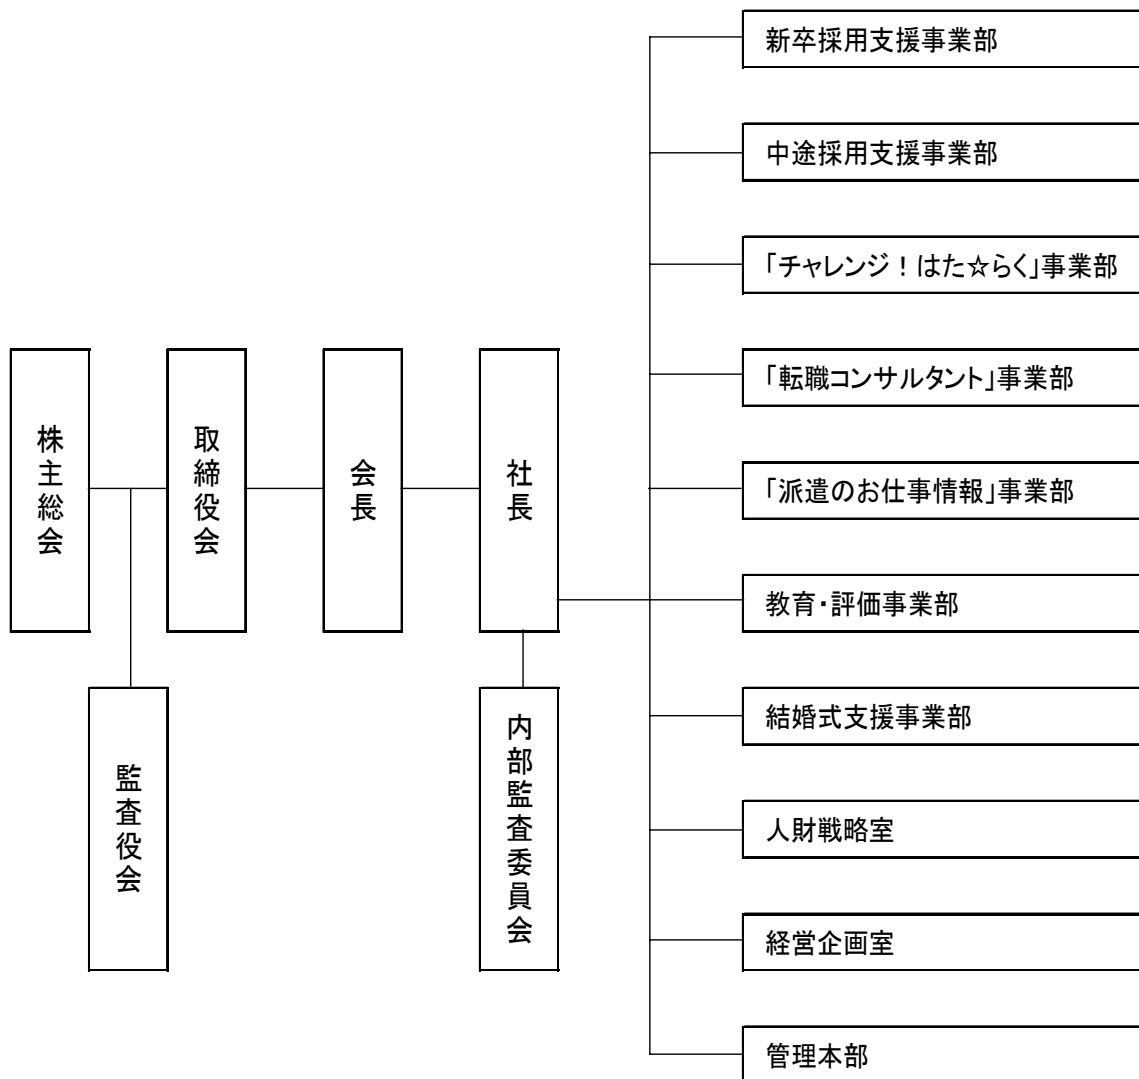 株主総会
取締役会
会長
社長
監査役会
内部監査委員会
新卒採用支援事業部
中途採用支援事業部
「チャレンジ！はた☆らく」事業部
「転職コンサルタント」事業部
「派遣のお仕事情報」事業部
教育・評価事業部
結婚式支援事業部
人財戦略室
経営企画室
管理本部